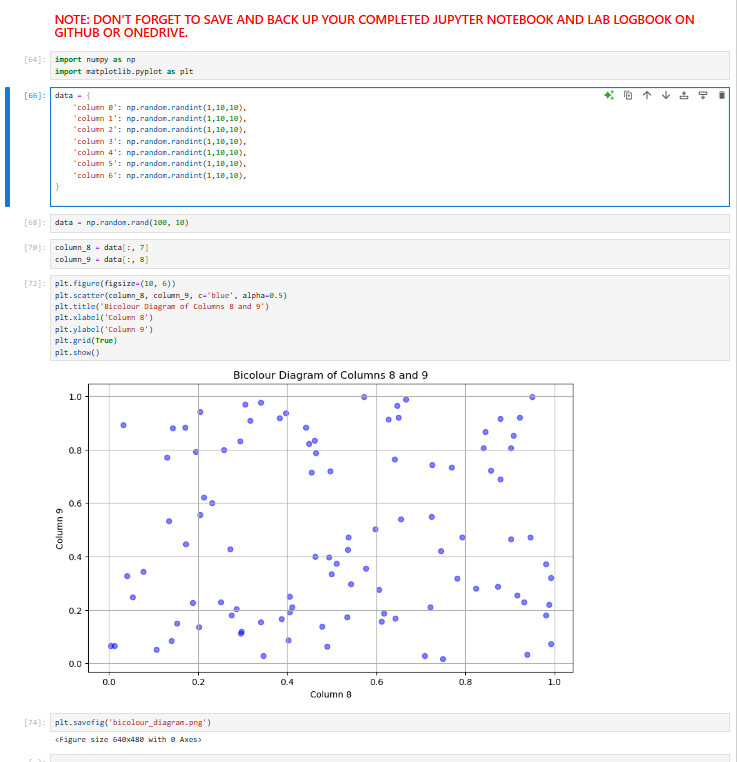 NOTE: DON'T FORGET TO SAVE AND BACK UP YOUR COMPLETED JUPYTER NOTEBOOK AND LAB LOGBOOK ON
GITHUB OR ONEDRIVE.
[64]: import numpy as np
import matplotlib.pyplot as plt
[66]: data = {
'column 0': np.random.randint(1,10,10),
'column 1': np.random.randint(1,10,10),
'column 2': np.random.randint(1,10,10),
'column 3': np.random.randint(1,10,10),
'column 4': np.random.randint(1,10,10),
'column 5': np.random.randint(1,10,10),
'column 6': np.random.randint(1,10,10),
}
[68]: data = np.random.rand(100, 10)
[70]: column_8 = data[:, 7]
column_9 = data[:, 8]
[72]: plt.figure(figsize=(10, 6))
plt.scatter(column_8, column_9, c='blue', alpha=0.5)
plt.title('Bicolour Diagram of Columns 8 and 9')
plt.xlabel('Column 8')
plt.ylabel('Column 9')
plt.grid(True)
plt.show()
Bicolour Diagram of Columns 8 and 9
1.0
0.8
0.6
0.4
0.2
0.0
Column 9
0.0 0.2 0.4 0.6 0.8 1.0
Column 8
[74]: plt.savefig('bicolour_diagram.png')
<Figure size 640x480 with 0 Axes>